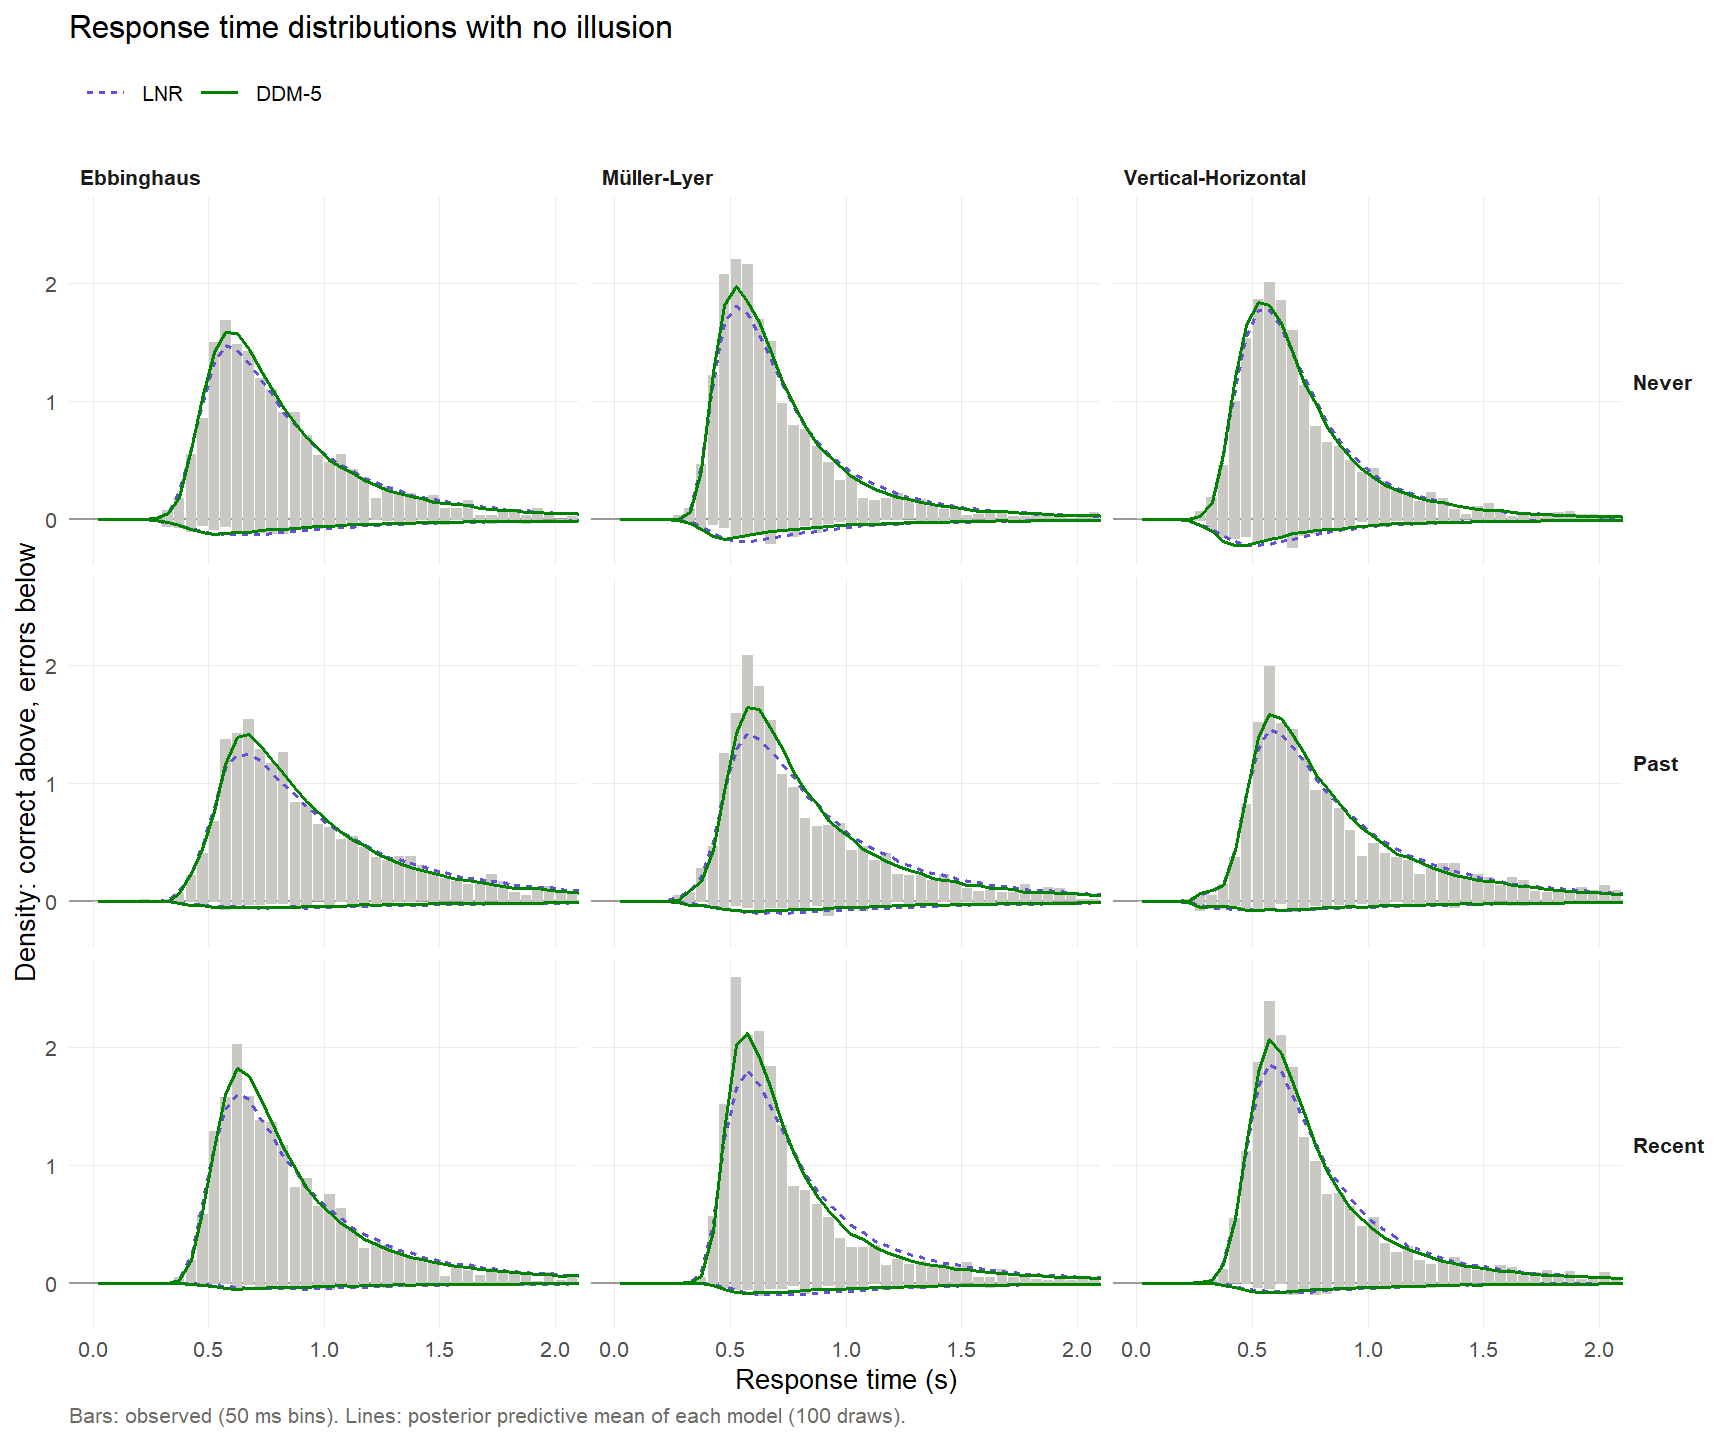 Response time distributions with no illusion
LNR DDM-5
Ebbinghaus Müller-Lyer Vertical-Horizontal
2
1
0
Never
2
1
0
Past
2
1
0
Recent
Density: correct above, errors below
0.0 0.5 1.0 1.5 2.0 0.0 0.5 1.0 1.5 2.0 0.0 0.5 1.0 1.5 2.0
Response time (s)
Bars: observed (50 ms bins). Lines: posterior predictive mean of each model (100 draws).